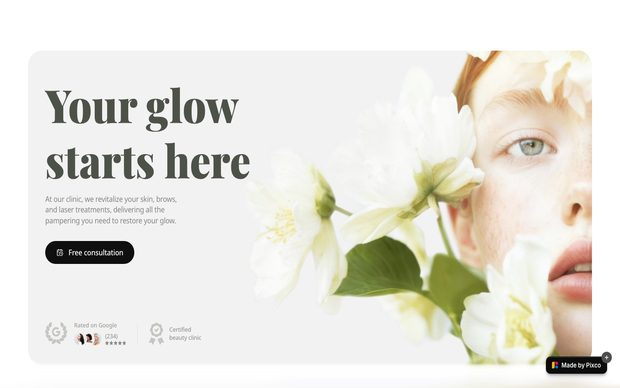 Your glow
starts here
At our clinic, we revitalize your skin, brows,
and laser treatments, delivering all the
pampering you need to restore your glow.
Free consultation
G
Rated on Google
(234)
Certified
beauty clinic
Made by Pixco